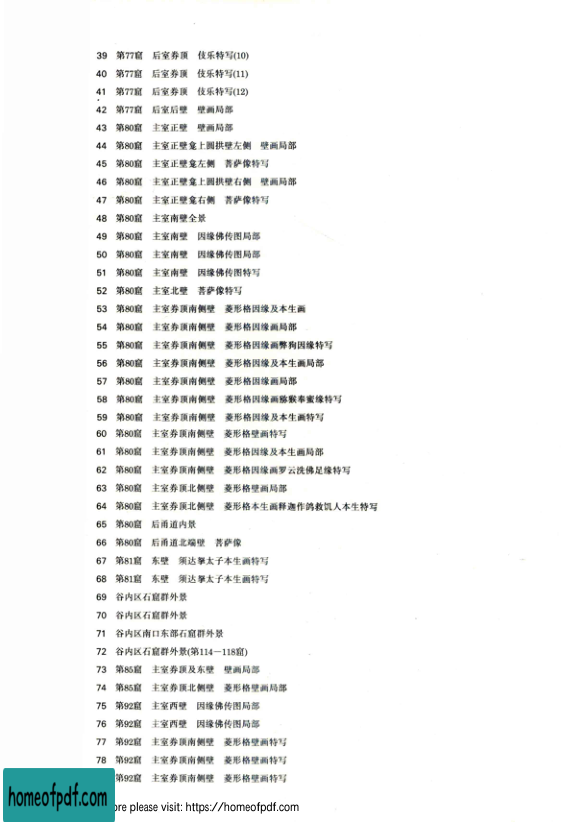 39 第77窟 后室券顶 伎乐特写(10)
40 第77窟 后室券顶 伎乐特写(11)
41 第77窟 后室券顶 伎乐特写(12)
42 第77窟 后室后壁 壁画局部
43 第80窟 主室正壁 壁画局部
44 第80窟 主室正壁龛上圆拱壁左侧 壁画局部
45 第80窟 主室正壁龛左侧 菩萨像特写
46 第80窟 主室正壁龛上圆拱壁右侧 壁画局部
47 第80窟 主室正壁龛右侧 菩萨像特写
48 第80窟 主室南壁全景
49 第80窟 主室南壁 因缘佛传图局部
50 第80窟 主室南壁 因缘佛传图局部
51 第80窟 主室南壁 因缘佛传图特写
52 第80窟 主室北壁 菩萨像特写
53 第80窟 主室券顶南侧壁 菱形格因缘及本生画
54 第80窟 主室券顶南侧壁 菱形格因缘画局部
55 第80窟 主室券顶南侧壁 菱形格因缘画弊狗因缘特写
56 第80窟 主室券顶南侧壁 菱形格因缘及本生画局部
57 第80窟 主室券顶南侧壁 菱形格因缘画局部
58 第80窟 主室券顶南侧壁 菱形格因缘画猕猴奉蜜缘特写
59 第80窟 主室券顶南侧壁 菱形格因缘及本生画特写
60 第80窟 主室券顶南侧壁 菱形格壁画特写
61 第80窟 主室券顶南侧壁 菱形格因缘及本生画局部
62 第80窟 主室券顶南侧壁 菱形格因缘画罗云洗佛足缘特写
63 第80窟 主室券顶北侧壁 菱形格壁画局部
64 第80窟 主室券顶北侧壁 菱形格本生画释迦作鸽救饥人本生特写
65 第80窟 后甬道内景
66 第80窟 后甬道北端壁 菩萨像
67 第81窟 东壁 须达拏太子本生画特写
68 第81窟 东壁 须达拏太子本生画特写
69 谷内区石窟群外景
70 谷内区石窟群外景
71 谷内区南口东部石窟群外景
72 谷内区石窟群外景(第114－118窟)
73 第85窟 主室券顶及东壁 壁画局部
74 第85窟 主室券顶北侧壁 菱形格壁画局部
75 第92窟 主室西壁 因缘佛传图局部
76 第92窟 主室西壁 因缘佛传图局部
77 第92窟 主室券顶南侧壁 菱形格壁画特写
78 第92窟 主室券顶南侧壁 菱形格壁画特写
第92窟 主室券顶南侧壁 菱形格壁画特写
homeofpdf.com
please visit: https://homeofpdf.com